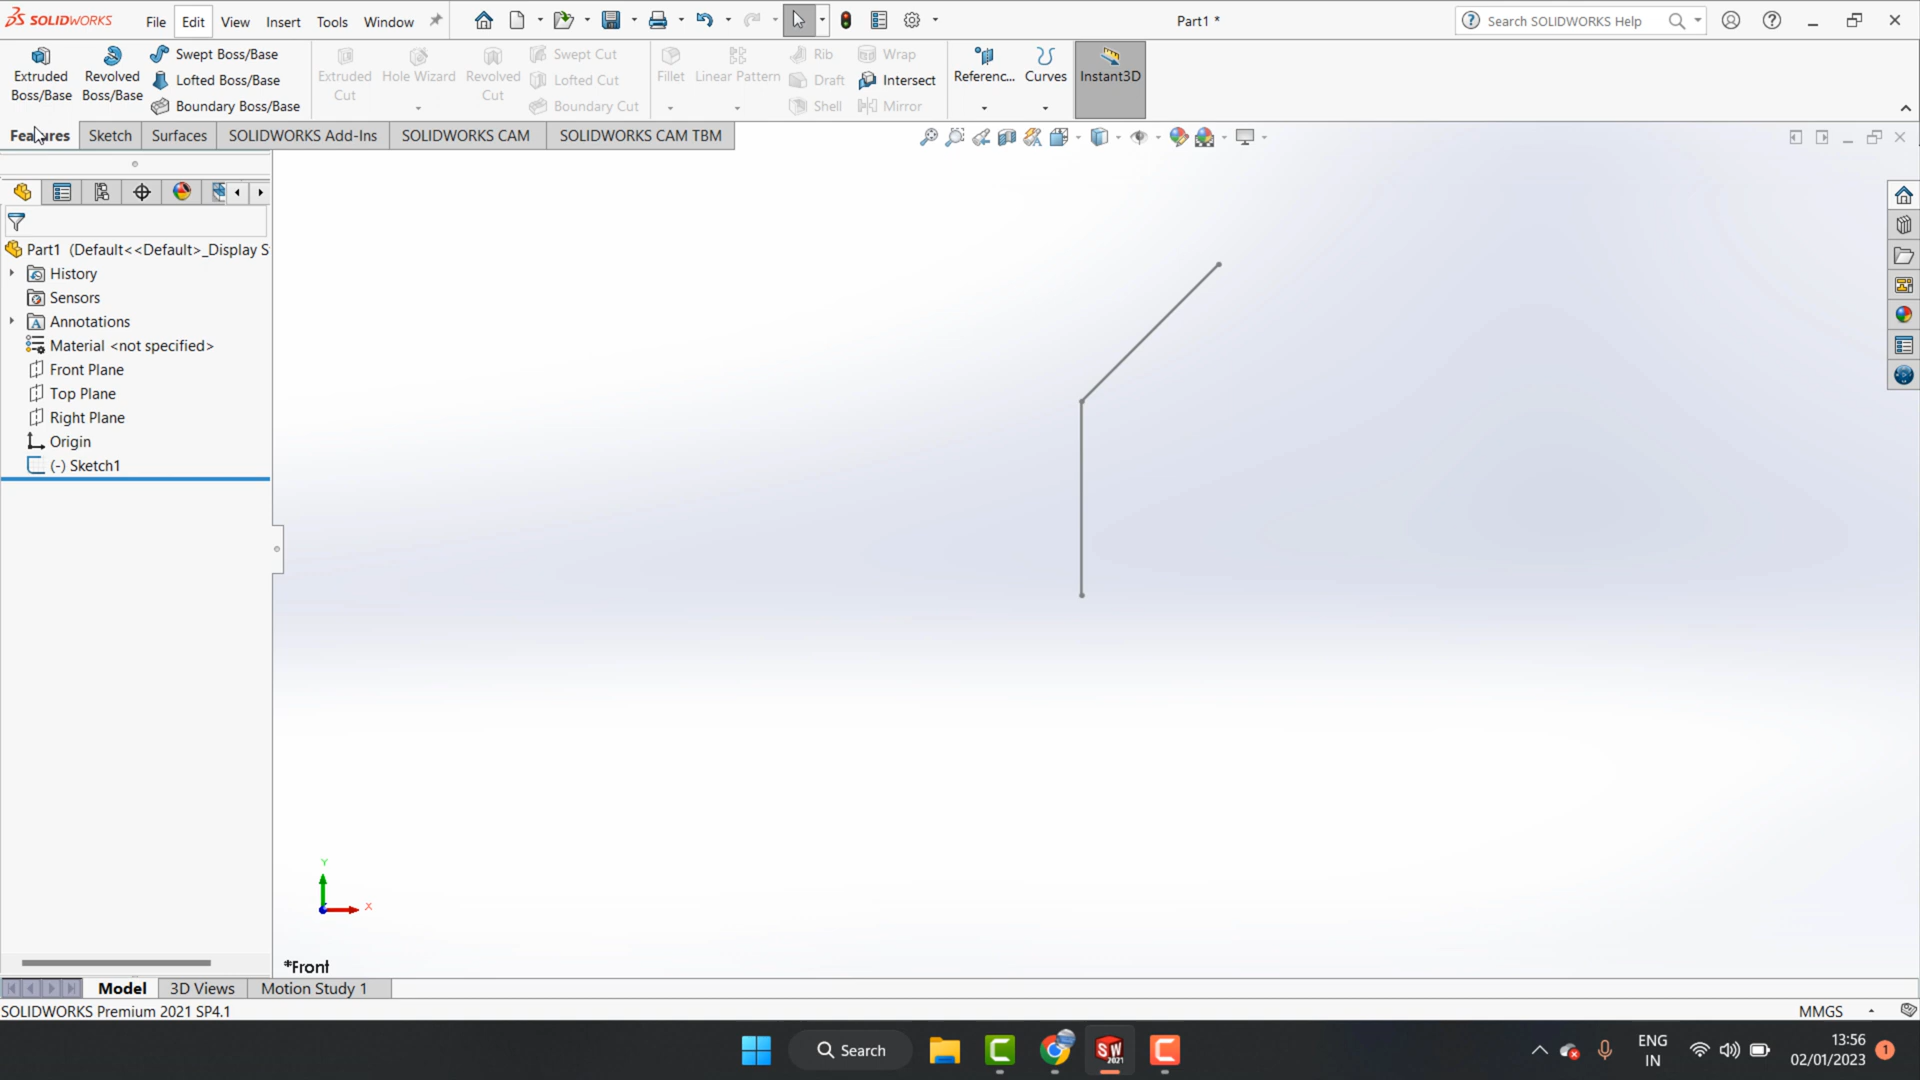 SOLIDWORKS
File
Edit
View
Insert
Tools
Window
Part1 *
Search SOLIDWORKS Help
Extruded Boss/Base
Revolved Boss/Base
Swept Boss/Base
Lofted Boss/Base
Boundary Boss/Base
Extruded Cut
Hole Wizard
Revolved Cut
Swept Cut
Lofted Cut
Boundary Cut
Fillet
Linear Pattern
Rib
Draft
Shell
Wrap
Intersect
Mirror
Referenc...
Curves
Instant3D
Features
Sketch
Surfaces
SOLIDWORKS Add-Ins
SOLIDWORKS CAM
SOLIDWORKS CAM TBM
Part1 (Default<<Default>_Display S
History
Sensors
Annotations
Material <not specified>
Front Plane
Top Plane
Right Plane
Origin
(-) Sketch1
Y
X
*Front
Model
3D Views
Motion Study 1
SOLIDWORKS Premium 2021 SP4.1
MMGS
Search
SW
2021
ENG
IN
13:56
02/01/2023
1